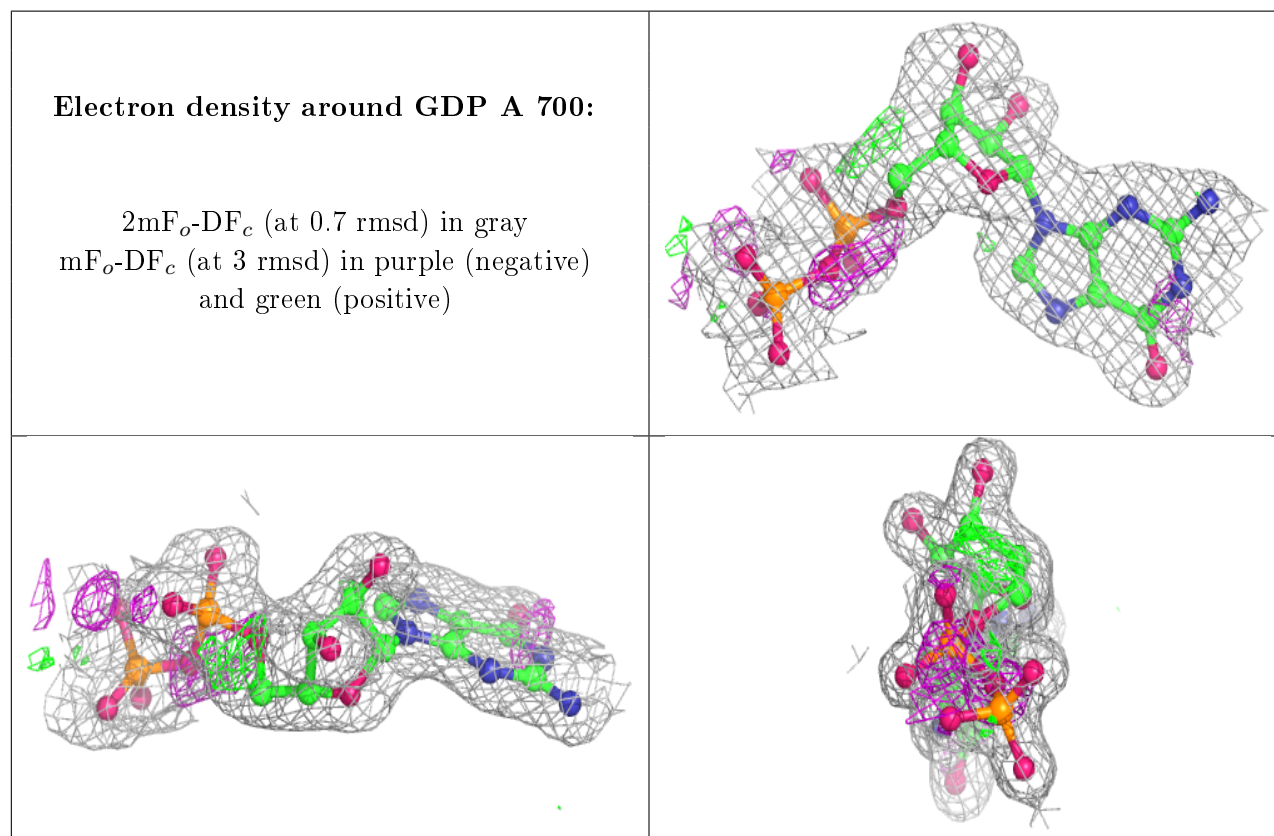 Electron density around GDP A 700:
2mFₒ-DF𝒸 (at 0.7 rmsd) in gray
mFₒ-DF𝒸 (at 3 rmsd) in purple (negative)
and green (positive)